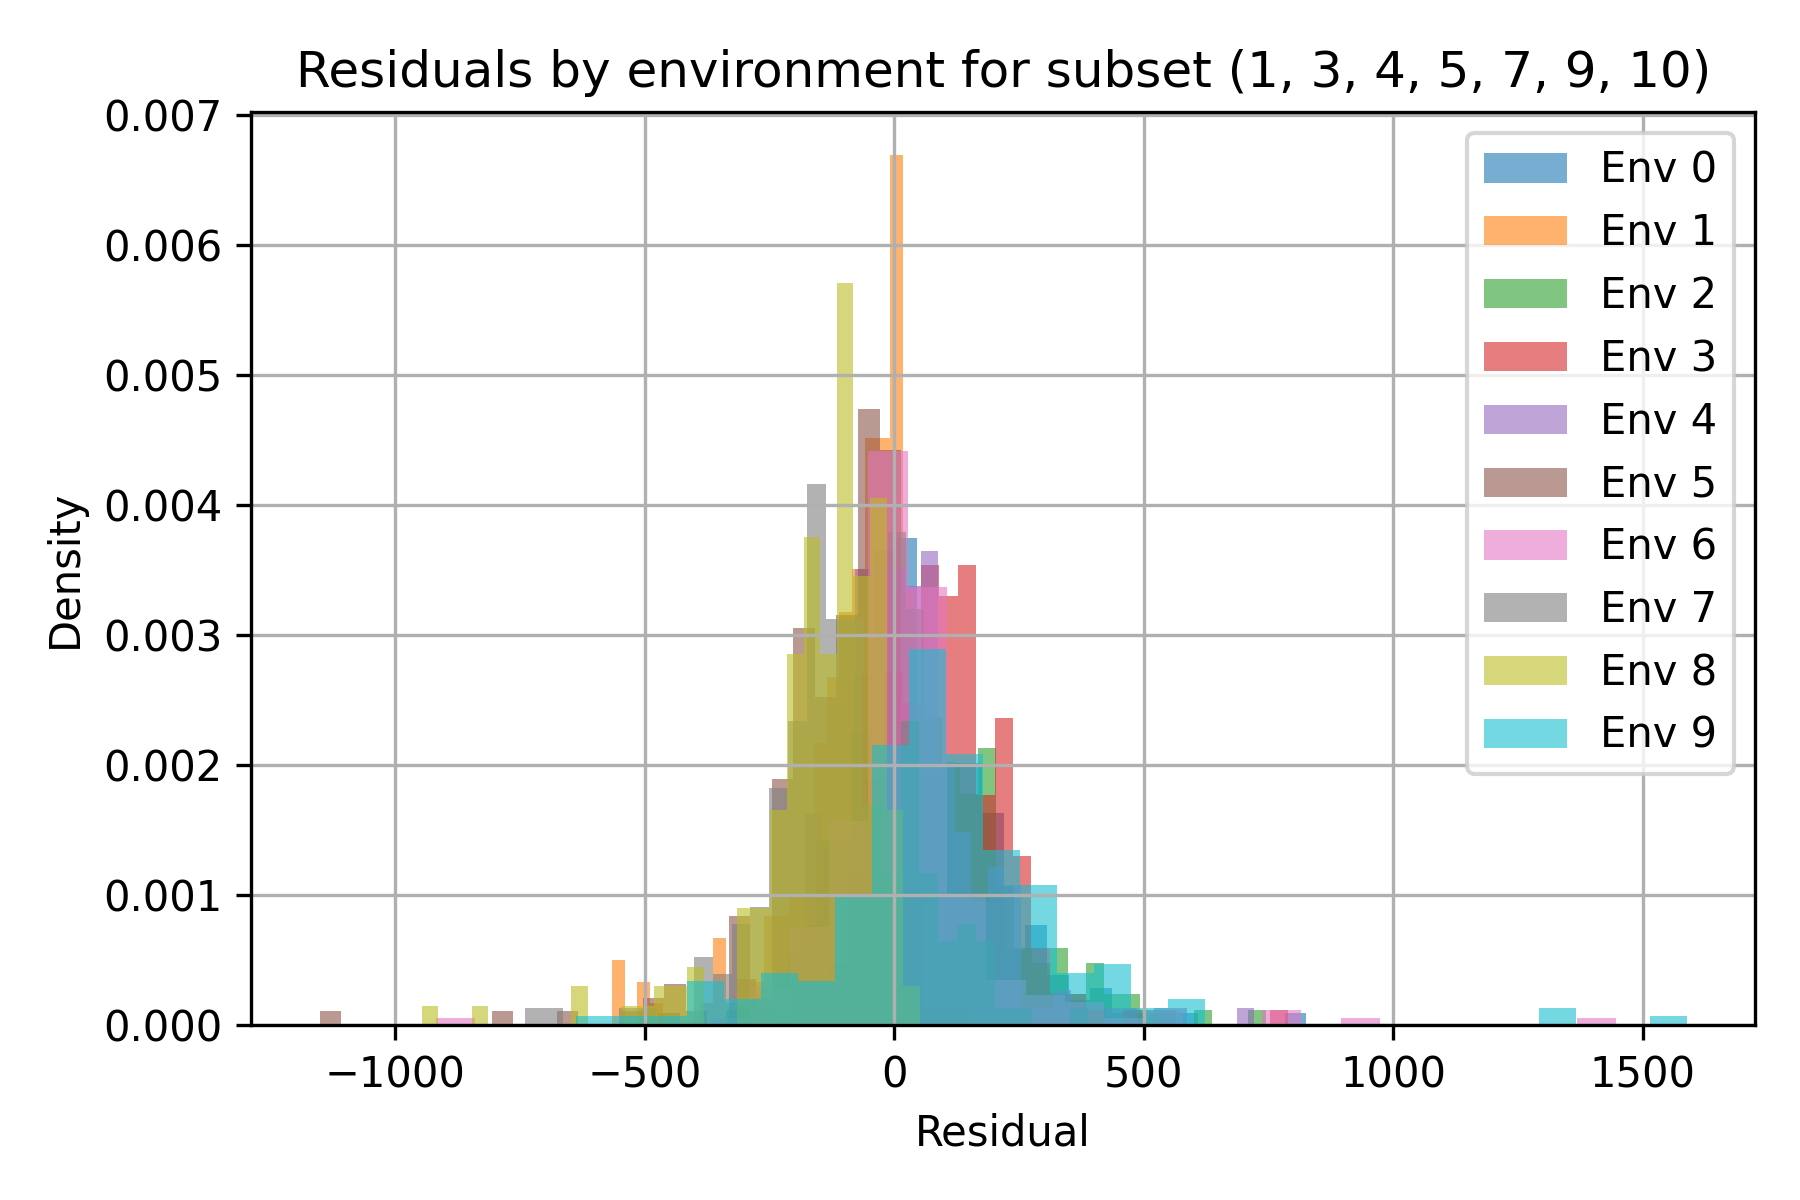 Residuals by environment for subset (1, 3, 4, 5, 7, 9, 10)
0.007
0.006
0.005
0.004
0.003
0.002
0.001
0.000
Density
Env 0
Env 1
Env 2
Env 3
Env 4
Env 5
Env 6
Env 7
Env 8
Env 9
−1000 −500 0 500 1000 1500
Residual